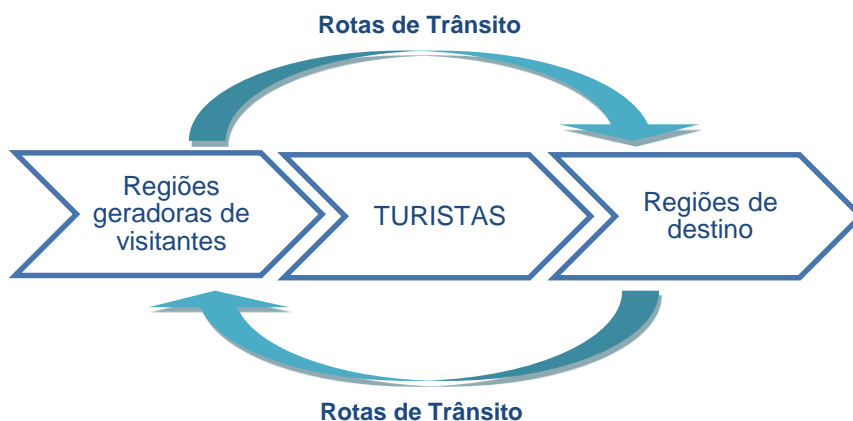 Rotas de Trânsito
Regiões
geradoras de
visitantes
TURISTAS
Regiões de
destino
Rotas de Trânsito